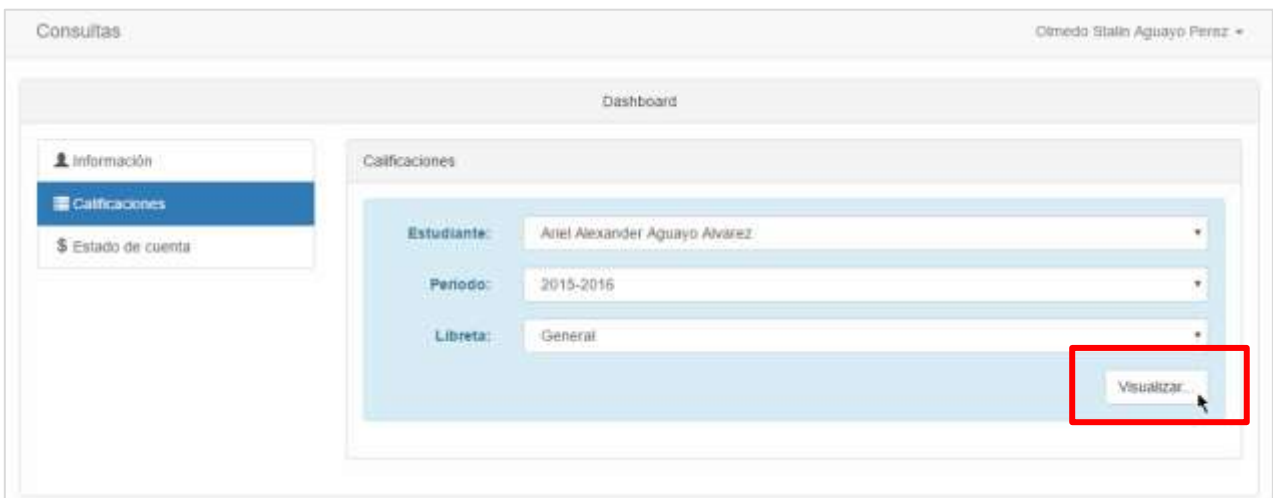 Consultas
Olmedo Stalin Aguayo Perez
Dashboard
Información
Calificaciones
$ Estado de cuenta
Calificaciones
Estudiante: Ariel Alexander Aguayo Alvarez
Periodo: 2015-2016
Libreta: General
Visualizar...